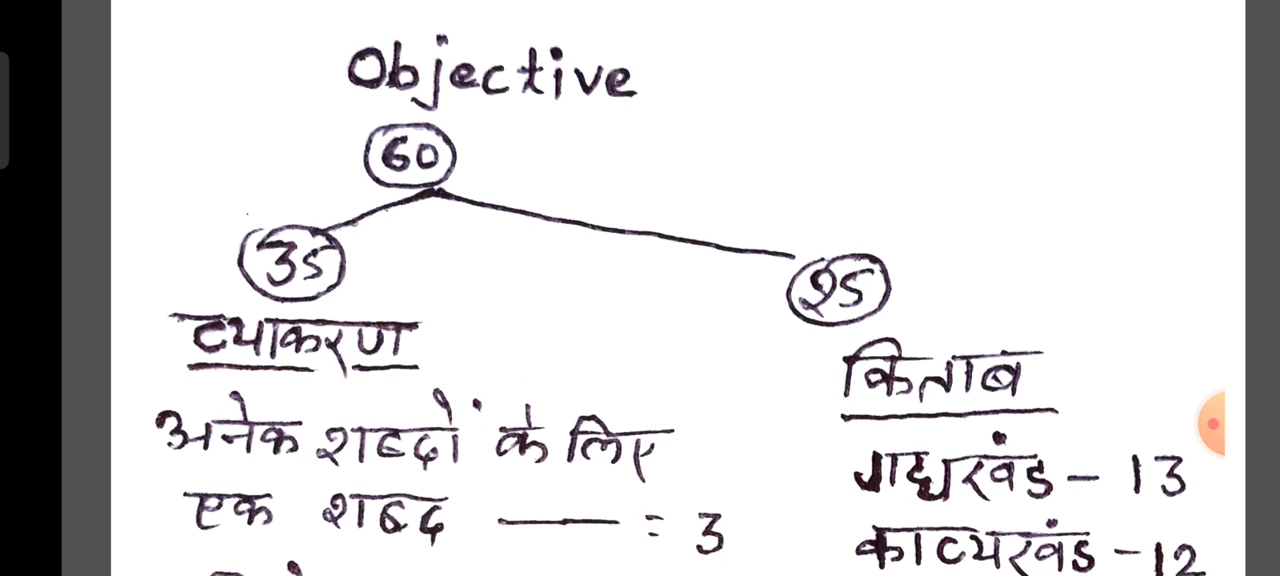 Objective
60
35
25
व्याकरण
अनेक शब्दों के लिए
एक शब्द —— = 3
किताब
गद्यखंड - 13
काव्यखंड - 12